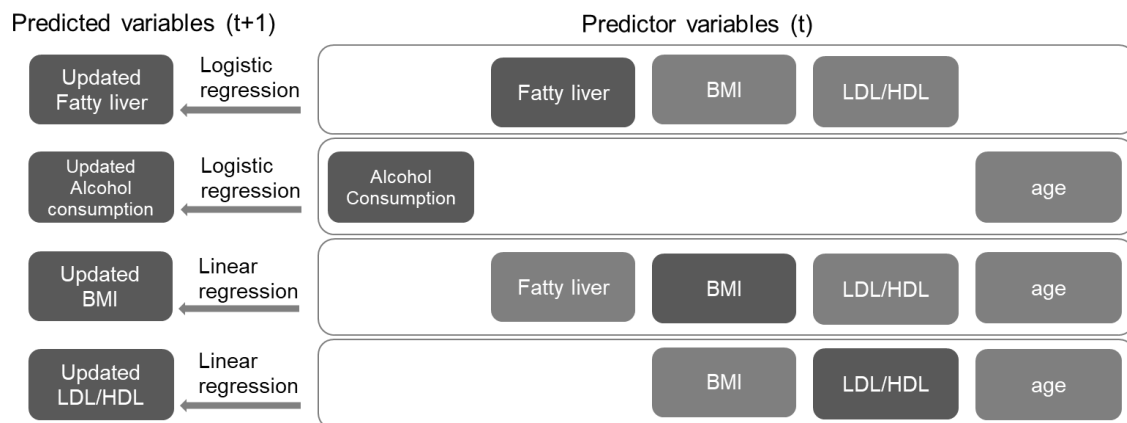 Predicted variables (t+1)
Predictor variables (t)
Updated
Fatty liver
Logistic
regression
Fatty liver
BMI
LDL/HDL
Updated
Alcohol
consumption
Logistic
regression
Alcohol
Consumption
age
Updated
BMI
Linear
regression
Fatty liver
BMI
LDL/HDL
age
Updated
LDL/HDL
Linear
regression
BMI
LDL/HDL
age